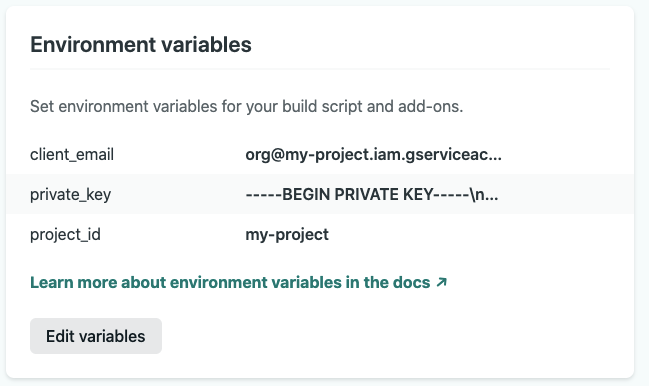 Environment variables
Set environment variables for your build script and add-ons.
client_email org@my-project.iam.gserviceac...
private_key -----BEGIN PRIVATE KEY-----\n...
project_id my-project
Learn more about environment variables in the docs ↗
Edit variables